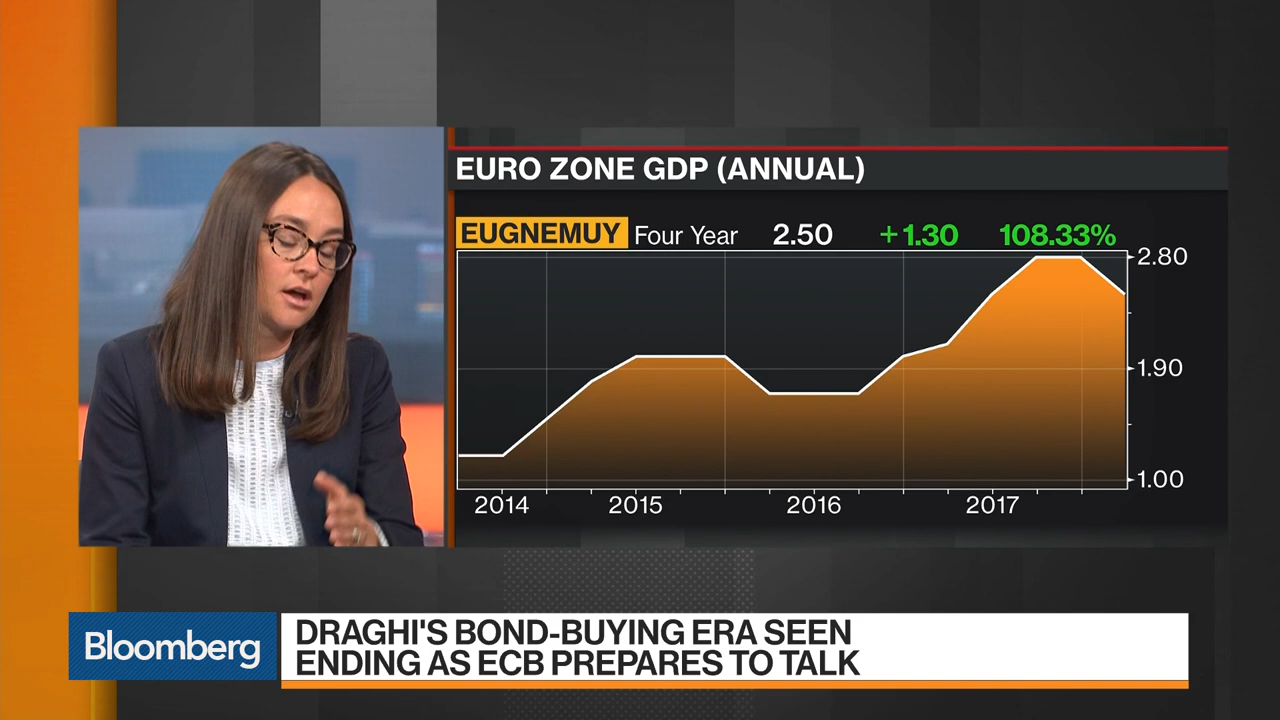 EURO ZONE GDP (ANNUAL)
EUGNEMUY Four Year 2.50 +1.30 108.33%
2.80
1.90
1.00
2014 2015 2016 2017
Bloomberg
DRAGHI'S BOND-BUYING ERA SEEN
ENDING AS ECB PREPARES TO TALK